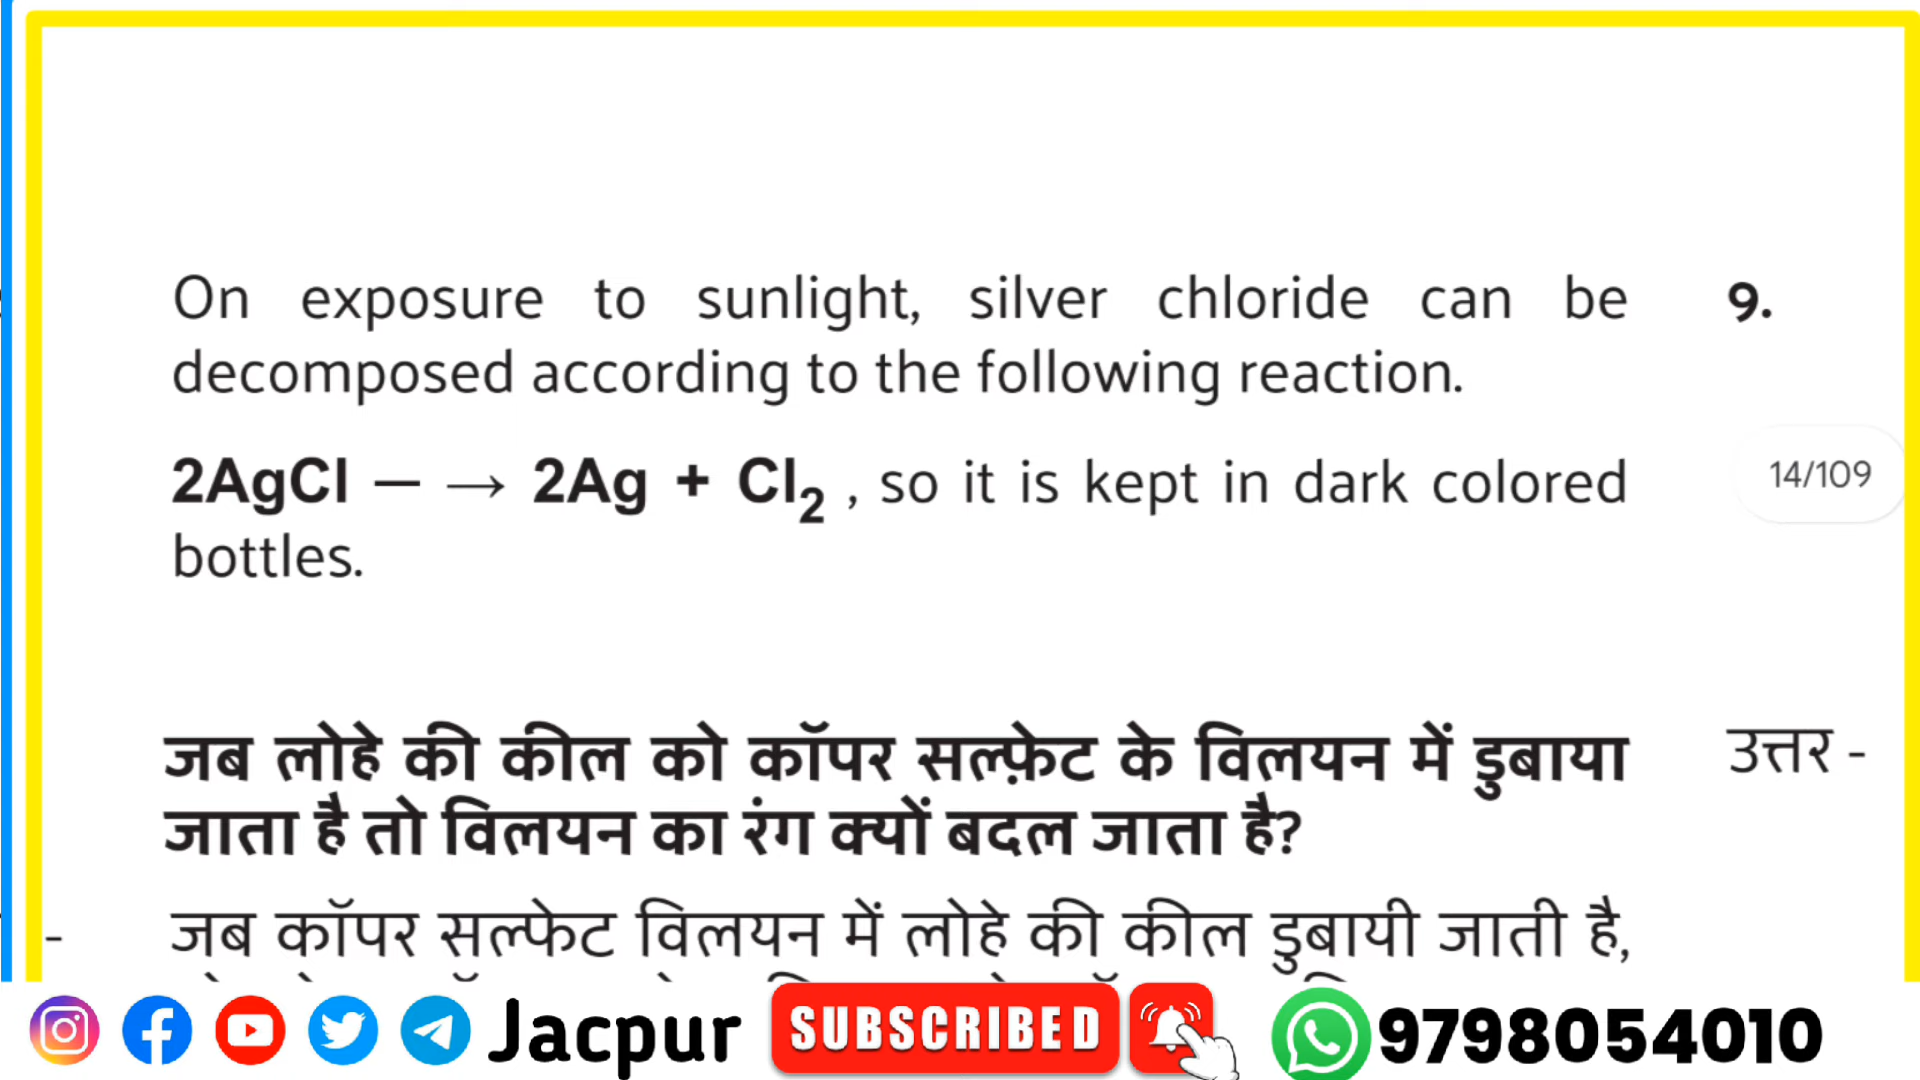 On exposure to sunlight, silver chloride can be
decomposed according to the following reaction.
2AgCl — → 2Ag + Cl₂ , so it is kept in dark colored
bottles.
9.
14/109
जब लोहे की कील को कॉपर सल्फ़ेट के विलयन में डुबाया
जाता है तो विलयन का रंग क्यों बदल जाता है?
उत्तर -
- जब कॉपर सल्फेट विलयन में लोहे की कील डुबायी जाती है,
Jacpur SUBSCRIBED 9798054010